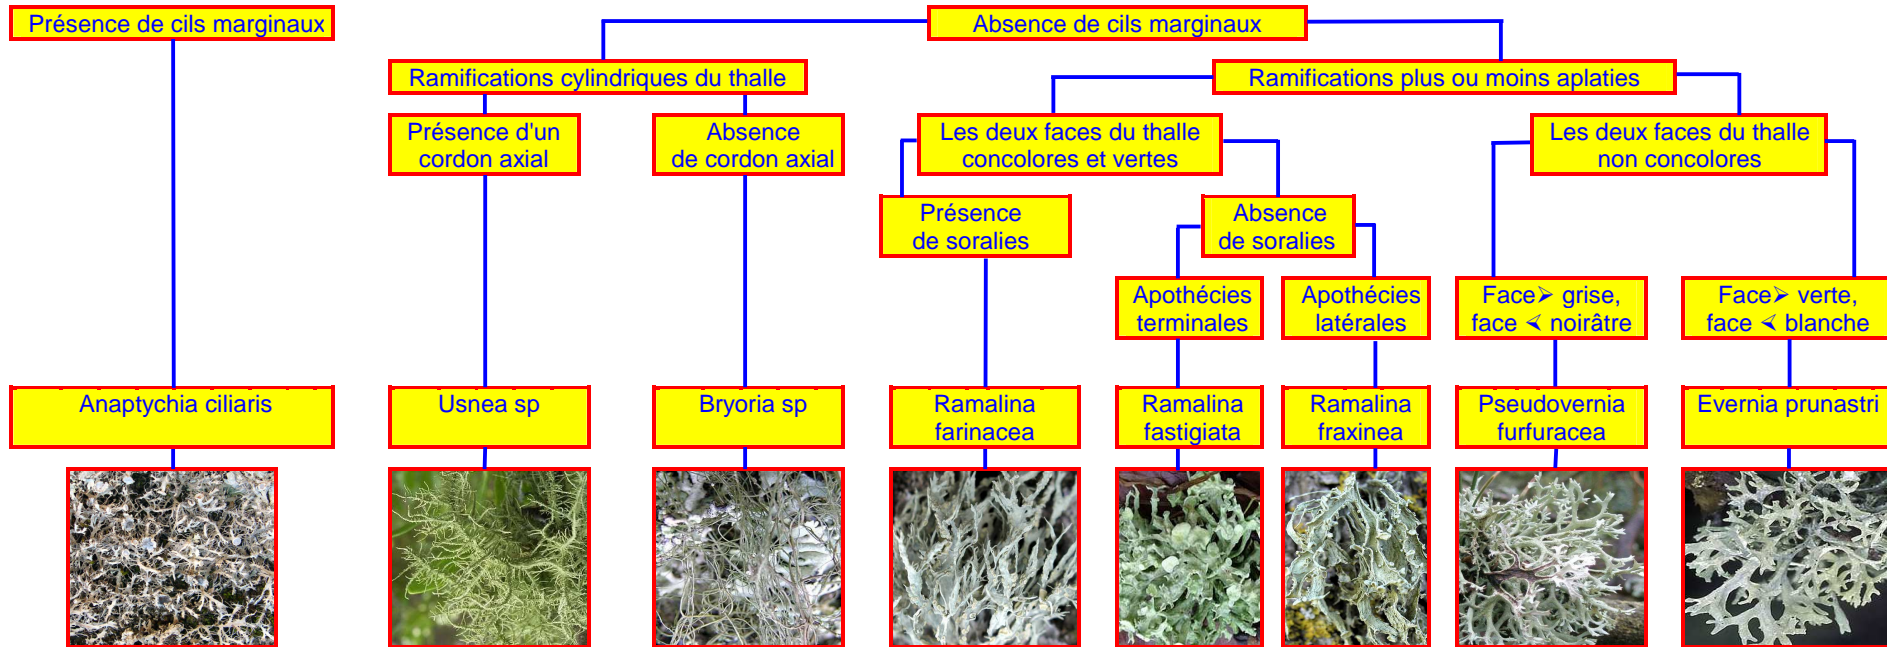 Présence de cils marginaux
Absence de cils marginaux
Ramifications cylindriques du thalle
Ramifications plus ou moins aplaties
Présence d'un
cordon axial
Absence
de cordon axial
Les deux faces du thalle
concolores et vertes
Les deux faces du thalle
non concolores
Présence
de soralies
Absence
de soralies
Apothécies
terminales
Apothécies
latérales
Face➢ grise,
face ⮘ noirâtre
Face➢ verte,
face ⮘ blanche
Anaptychia ciliaris
Usnea sp
Bryoria sp
Ramalina
farinacea
Ramalina
fastigiata
Ramalina
fraxinea
Pseudovernia
furfuracea
Evernia prunastri